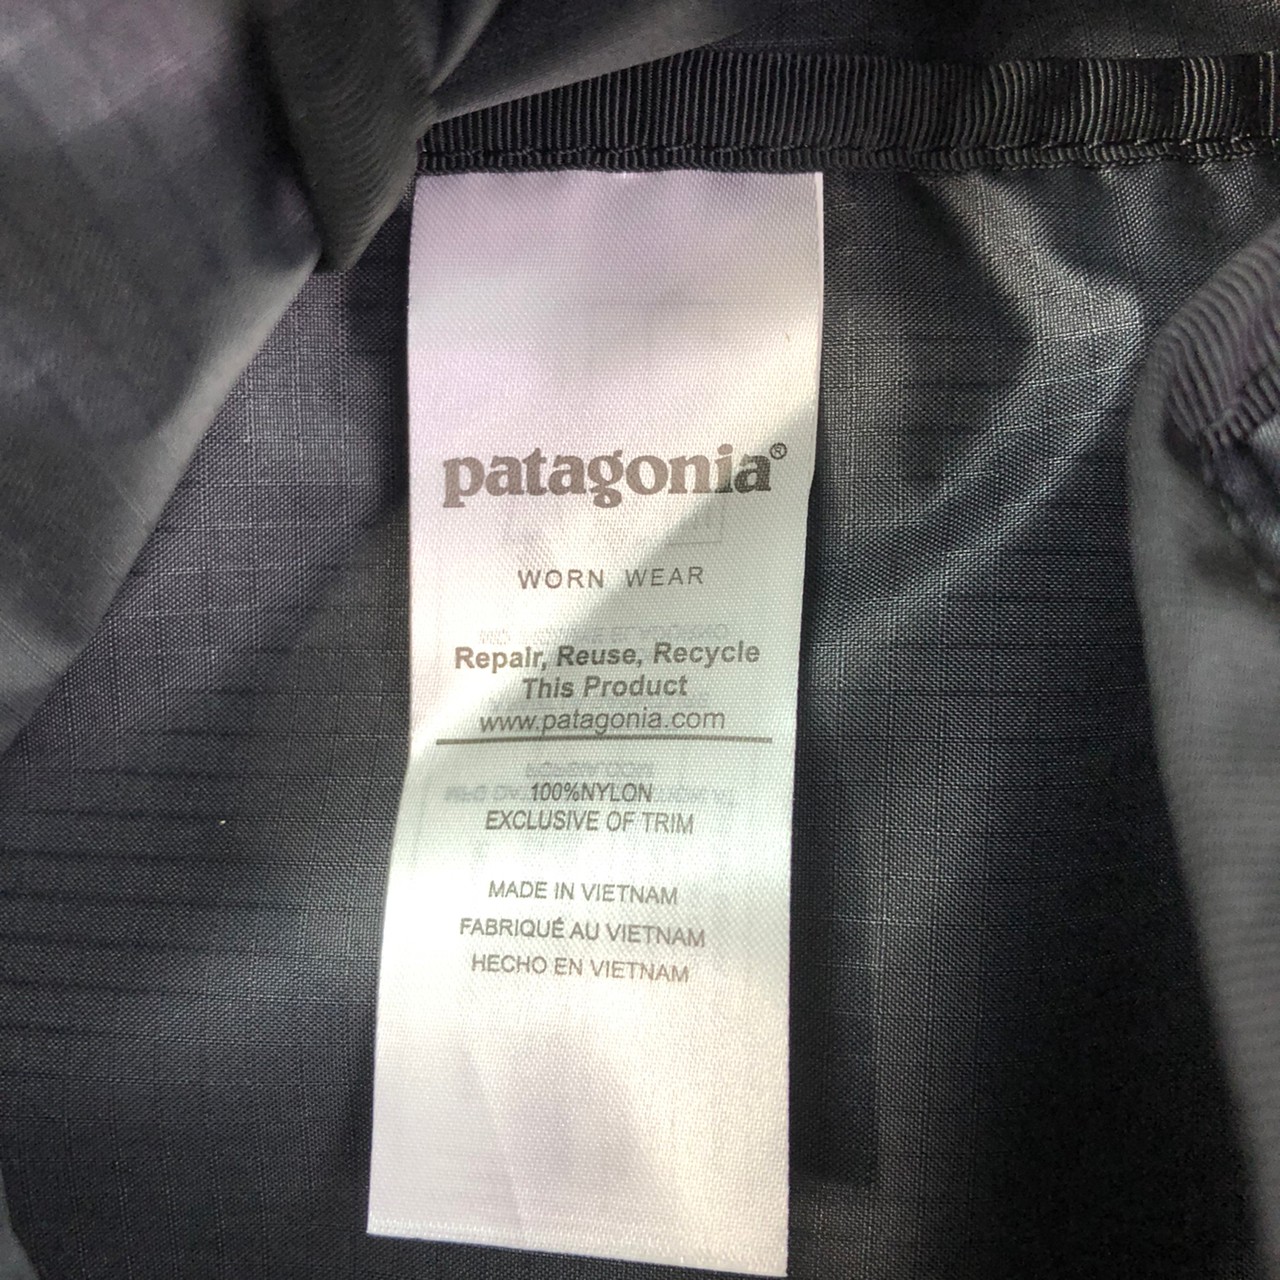 patagonia®
WORN WEAR
Repair, Reuse, Recycle
This Product
www.patagonia.com
100%NYLON
EXCLUSIVE OF TRIM
MADE IN VIETNAM
FABRIQUÉ AU VIETNAM
HECHO EN VIETNAM